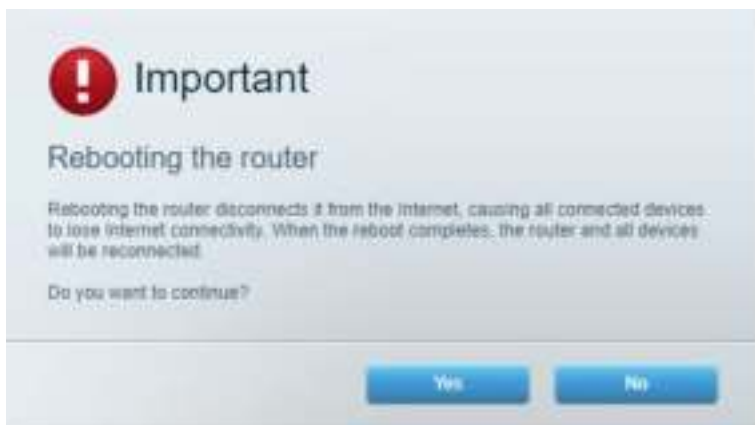 Important
Rebooting the router
Rebooting the router disconnects it from the Internet, causing all connected devices
to lose Internet connectivity. When the reboot completes, the router and all devices
will be reconnected.
Do you want to continue?
Yes
No